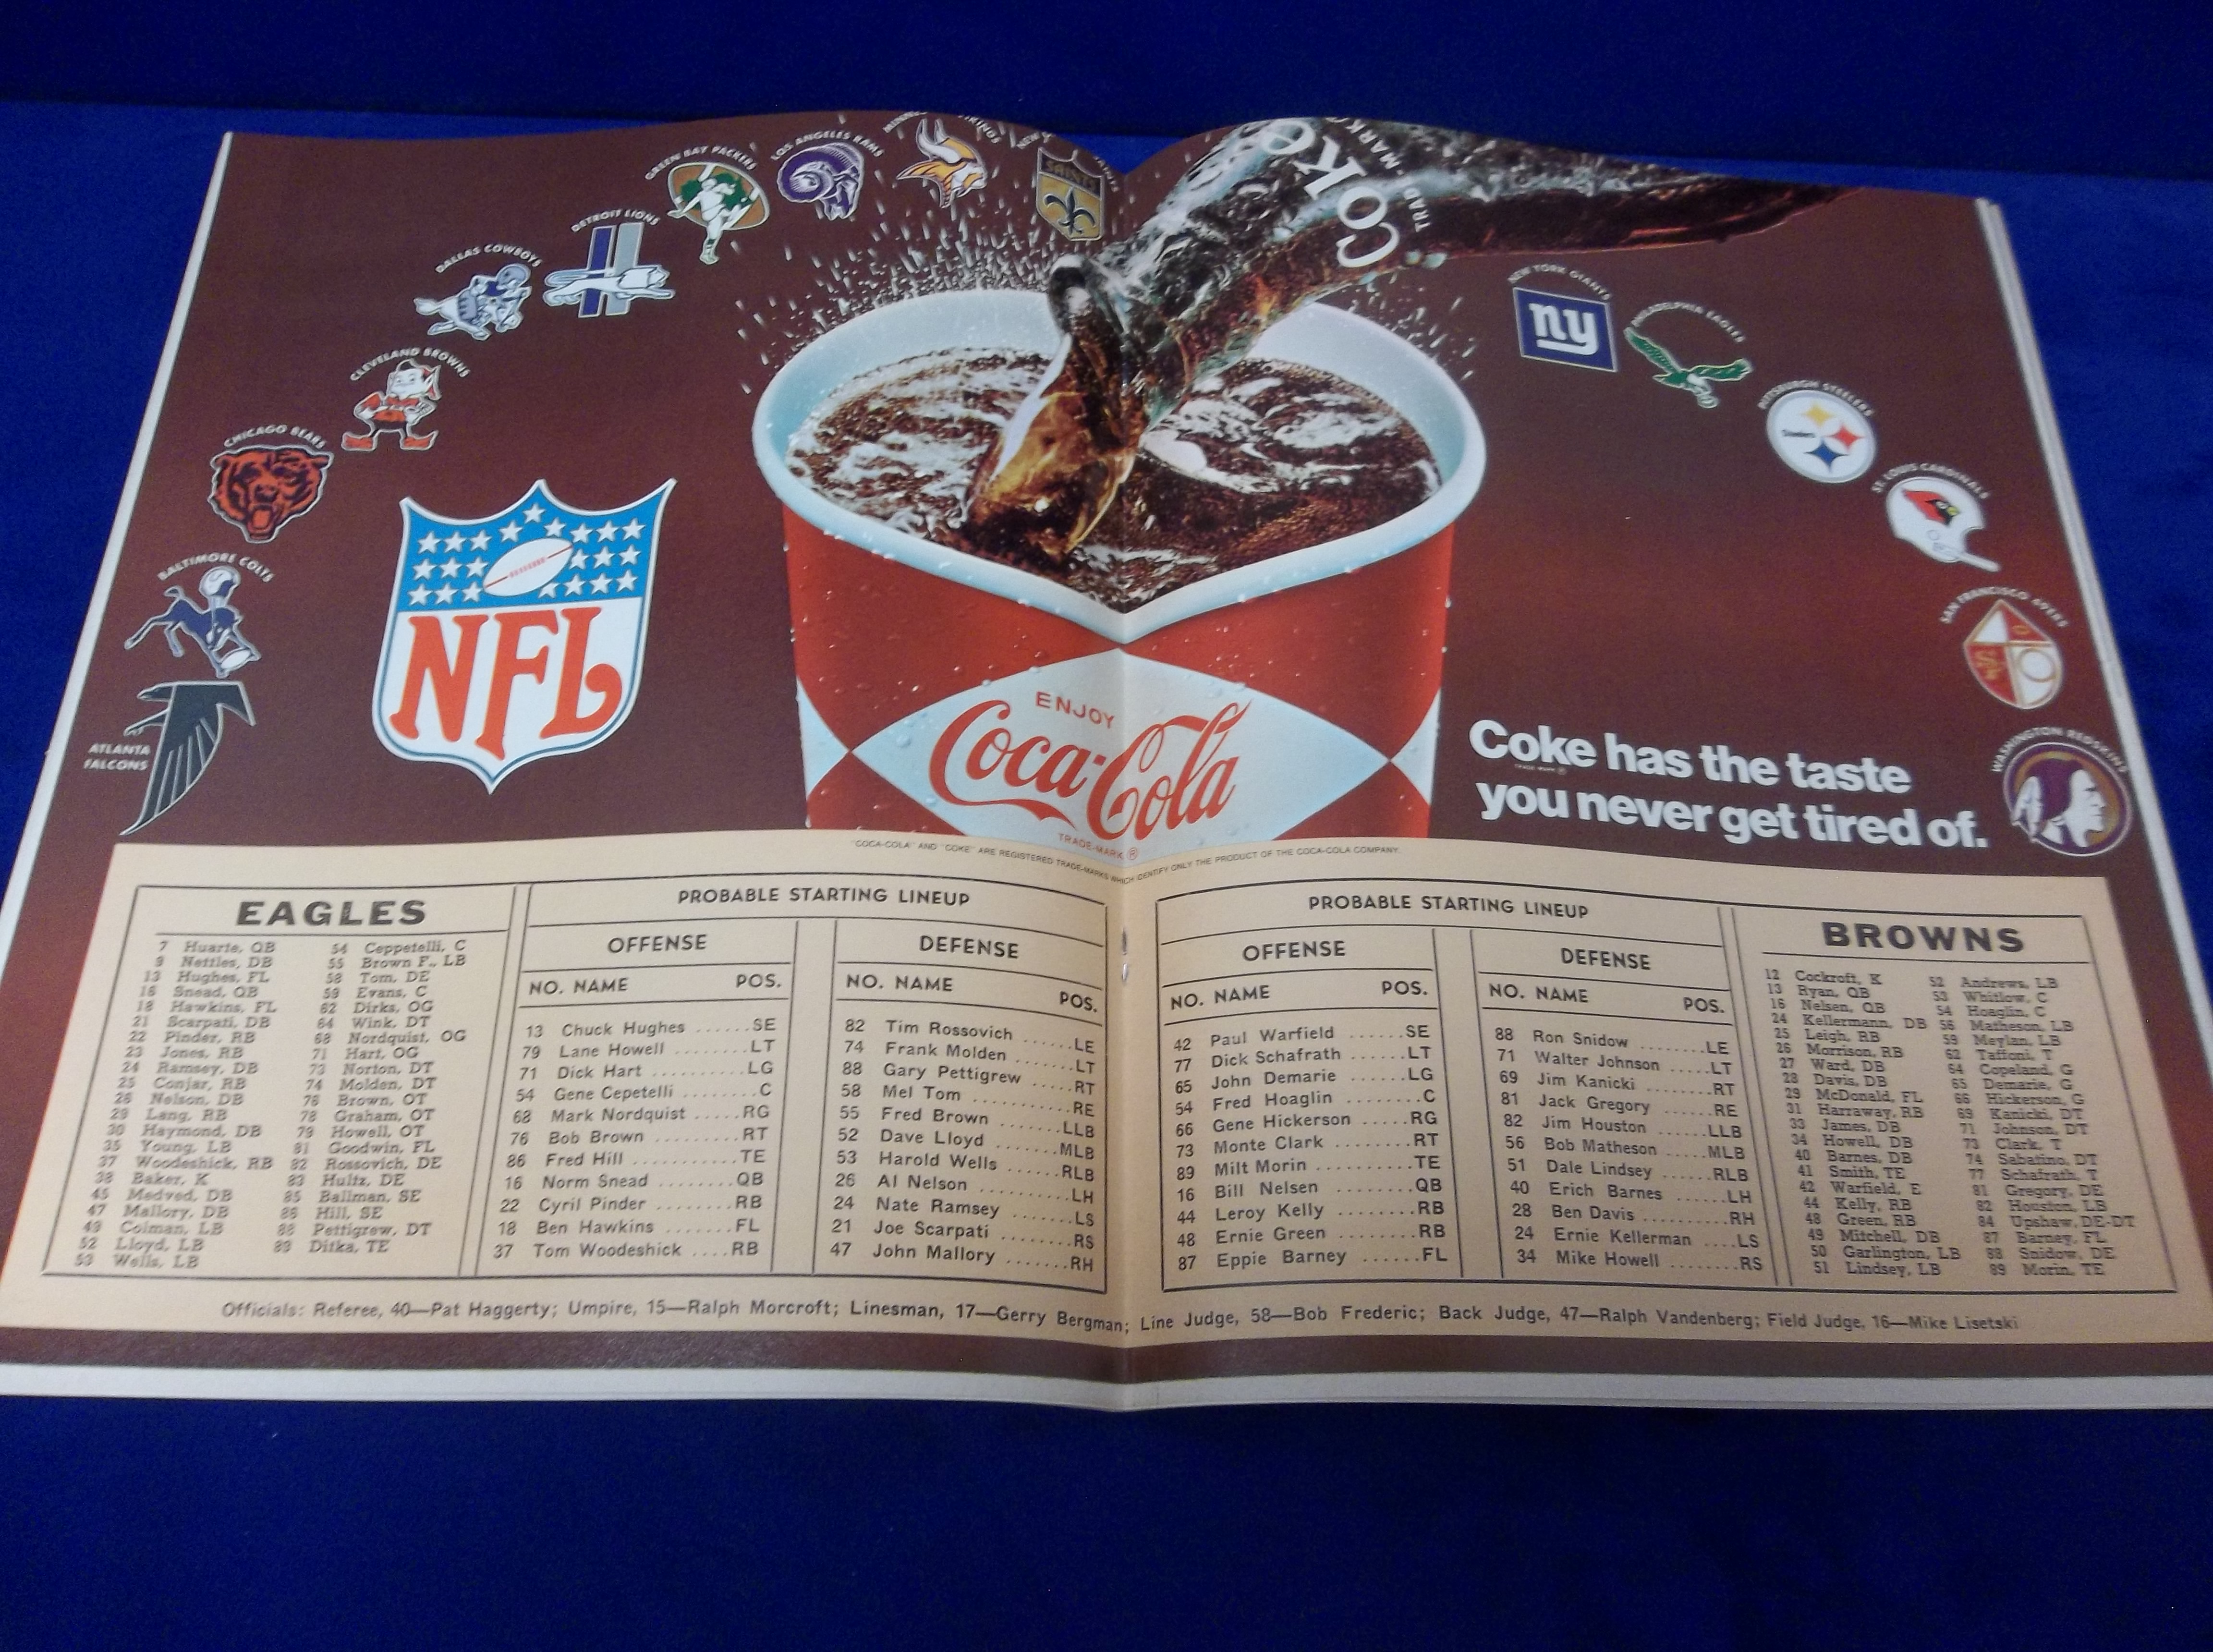 ATLANTA
FALCONS
BALTIMORE COLTS
CHICAGO BEARS
CLEVELAND BROWNS
DALLAS COWBOYS
DETROIT LIONS
GREEN BAY PACKERS
LOS ANGELES RAMS
SAINTS
NEW YORK GIANTS
ny
PHILADELPHIA EAGLES
PITTSBURGH STEELERS
Steelers
ST. LOUIS CARDINALS
SAN FRANCISCO 49ERS
WASHINGTON REDSKINS
Coke
TRADE-MARK
NFL
ENJOY
Coca-Cola
TRADE-MARK ®
Coke has the taste
you never get tired of.
"COCA-COLA" AND "COKE" ARE REGISTERED TRADE-MARKS WHICH IDENTIFY ONLY THE PRODUCT OF THE COCA-COLA COMPANY.
EAGLES
7 Huarte, QB
9 Nettles, DB
13 Hughes, FL
16 Snead, QB
18 Hawkins, FL
21 Scarpati, DB
22 Pinder, RB
23 Jones, RB
24 Ramsey, DB
25 Conjar, RB
26 Nelson, DB
29 Lang, RB
30 Haymond, DB
35 Young, LB
37 Woodeshick, RB
38 Baker, K
45 Medved, DB
47 Mallory, DB
49 Colman, LB
52 Lloyd, LB
53 Wells, LB
54 Ceppetelli, C
55 Brown F., LB
58 Tom, DE
59 Evans, C
62 Dirks, OG
64 Wink, DT
68 Nordquist, OG
71 Hart, OG
73 Norton, DT
74 Molden, DT
76 Brown, OT
78 Graham, OT
79 Howell, OT
81 Goodwin, FL
82 Rossovich, DE
83 Hultz, DE
85 Ballman, SE
86 Hill, SE
88 Pettigrew, DT
89 Ditka, TE
PROBABLE STARTING LINEUP
OFFENSE
NO. NAME POS.
13 Chuck Hughes ......SE
79 Lane Howell ........LT
71 Dick Hart ..........LG
54 Gene Cepetelli ........C
68 Mark Nordquist .....RG
76 Bob Brown .........RT
86 Fred Hill ...........TE
16 Norm Snead .......QB
22 Cyril Pinder ........RB
18 Ben Hawkins .......FL
37 Tom Woodeshick ....RB
DEFENSE
NO. NAME POS.
82 Tim Rossovich ......LE
74 Frank Molden ......LT
88 Gary Pettigrew .....RT
58 Mel Tom ..........RE
55 Fred Brown .......LLB
52 Dave Lloyd .......MLB
53 Harold Wells .....RLB
26 Al Nelson .........LH
24 Nate Ramsey .......LS
21 Joe Scarpati .......RS
47 John Mallory .......RH
PROBABLE STARTING LINEUP
OFFENSE
NO. NAME POS.
42 Paul Warfield ......SE
77 Dick Schafrath .....LT
65 John Demarie ......LG
54 Fred Hoaglin ........C
66 Gene Hickerson .....RG
73 Monte Clark .......RT
89 Milt Morin .........TE
16 Bill Nelsen ........QB
44 Leroy Kelly ........RB
48 Ernie Green ........RB
87 Eppie Barney ......FL
DEFENSE
NO. NAME POS.
88 Ron Snidow ........LE
71 Walter Johnson .....LT
69 Jim Kanicki .......RT
81 Jack Gregory ......RE
82 Jim Houston ......LLB
56 Bob Matheson .....MLB
51 Dale Lindsey .....RLB
40 Erich Barnes ......LH
28 Ben Davis .........RH
24 Ernie Kellerman ....LS
34 Mike Howell ........RS
BROWNS
12 Cockroft, K
13 Ryan, QB
16 Nelsen, QB
24 Kellermann, DB
25 Leigh, RB
26 Morrison, RB
27 Ward, DB
28 Davis, DB
29 McDonald, FL
31 Harraway, RB
33 James, DB
34 Howell, DB
40 Barnes, DB
41 Smith, TE
42 Warfield, E
44 Kelly, RB
48 Green, RB
49 Mitchell, DB
50 Garlington, LB
51 Lindsey, LB
52 Andrews, LB
53 Whitlow, C
54 Hoaglin, C
56 Matheson, LB
59 Meylan, LB
62 Taffoni, T
64 Copeland, G
65 Demarie, G
66 Hickerson, G
69 Kanicki, DT
71 Johnson, DT
73 Clark, T
74 Sabatino, DT
77 Schafrath, T
81 Gregory, DE
82 Houston, LB
84 Upshaw, DE-DT
87 Barney, FL
88 Snidow, DE
89 Morin, TE
Officials: Referee, 40—Pat Haggerty; Umpire, 15—Ralph Morcroft; Linesman, 17—Gerry Bergman; Line Judge, 58—Bob Frederic; Back Judge, 47—Ralph Vandenberg; Field Judge, 16—Mike Lisetski